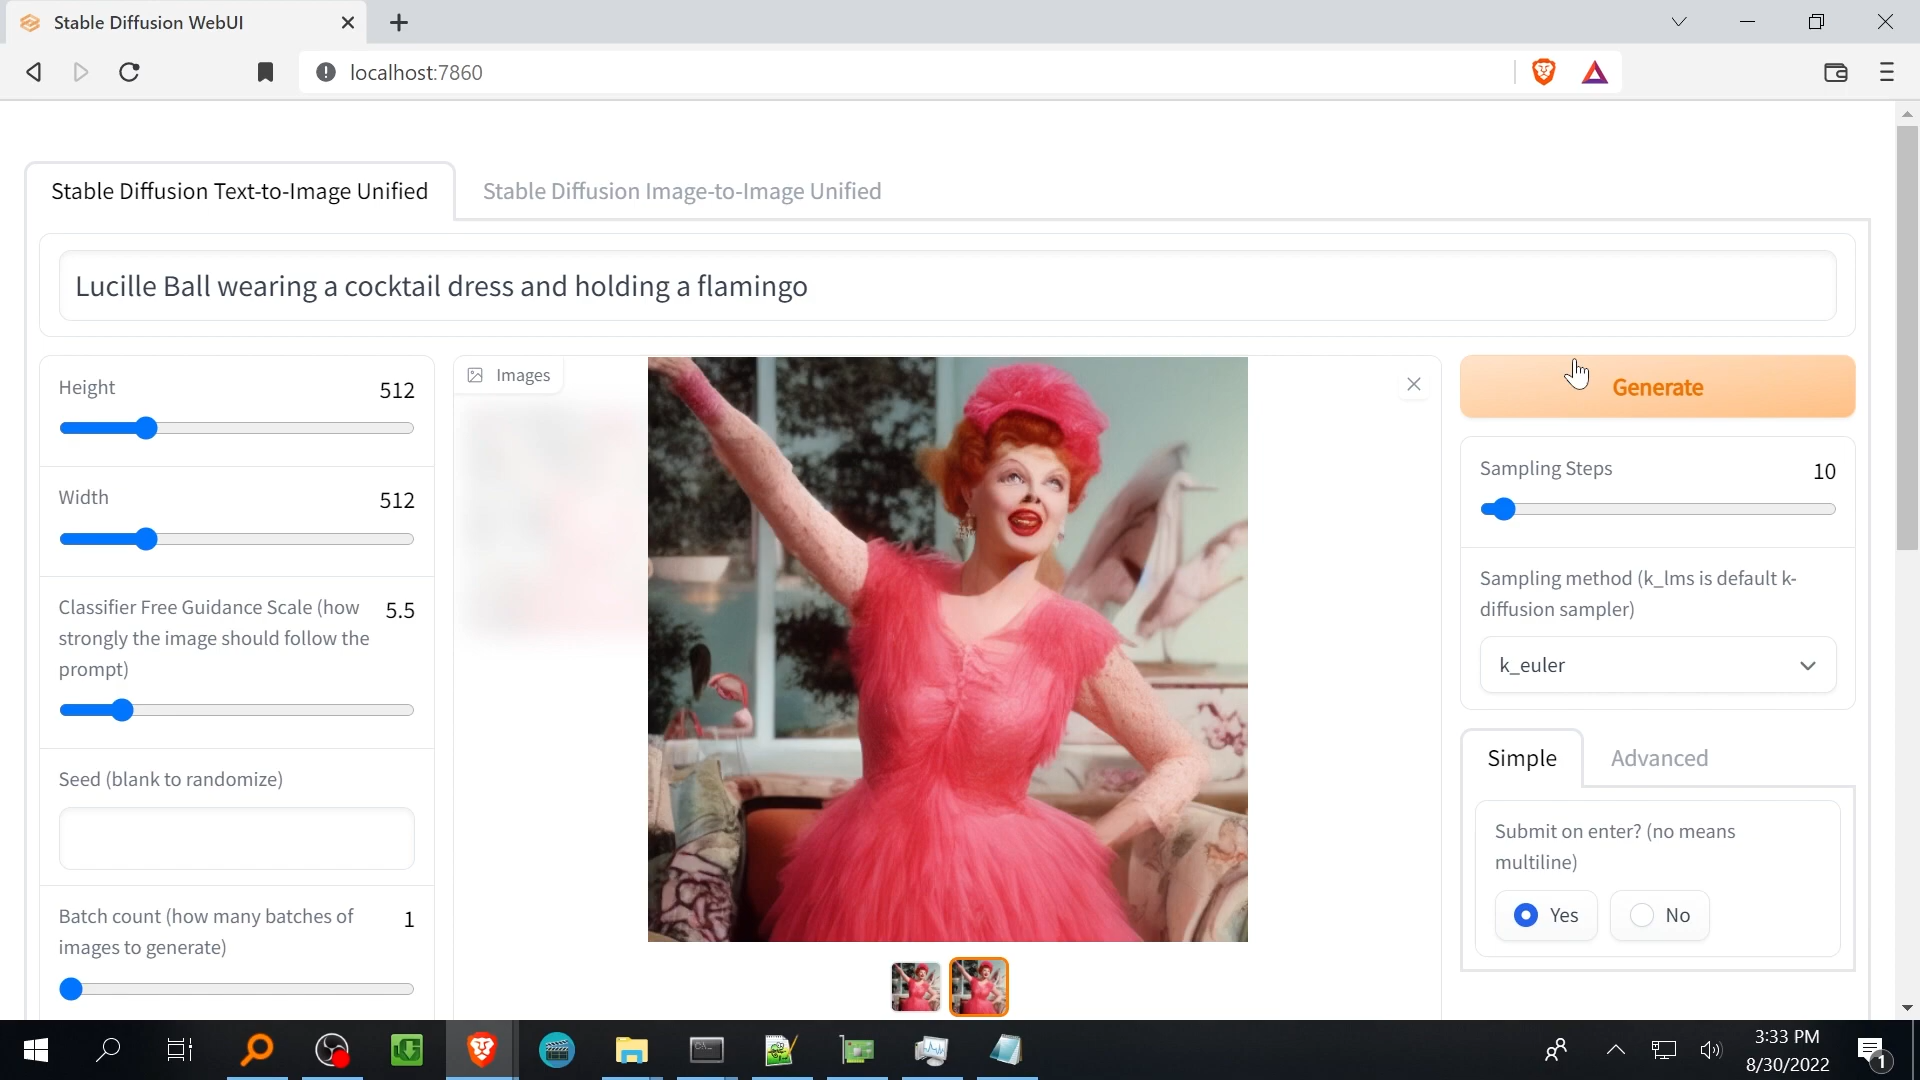 Stable Diffusion WebUI
localhost:7860
Stable Diffusion Text-to-Image Unified
Stable Diffusion Image-to-Image Unified
Lucille Ball wearing a cocktail dress and holding a flamingo
Height
512
Width
512
Classifier Free Guidance Scale (how
strongly the image should follow the
prompt)
5.5
Seed (blank to randomize)
Batch count (how many batches of
images to generate)
1
Images
Generate
Sampling Steps
10
Sampling method (k_lms is default k-
diffusion sampler)
k_euler
Simple
Advanced
Submit on enter? (no means
multiline)
Yes
No
3:33 PM
8/30/2022
1